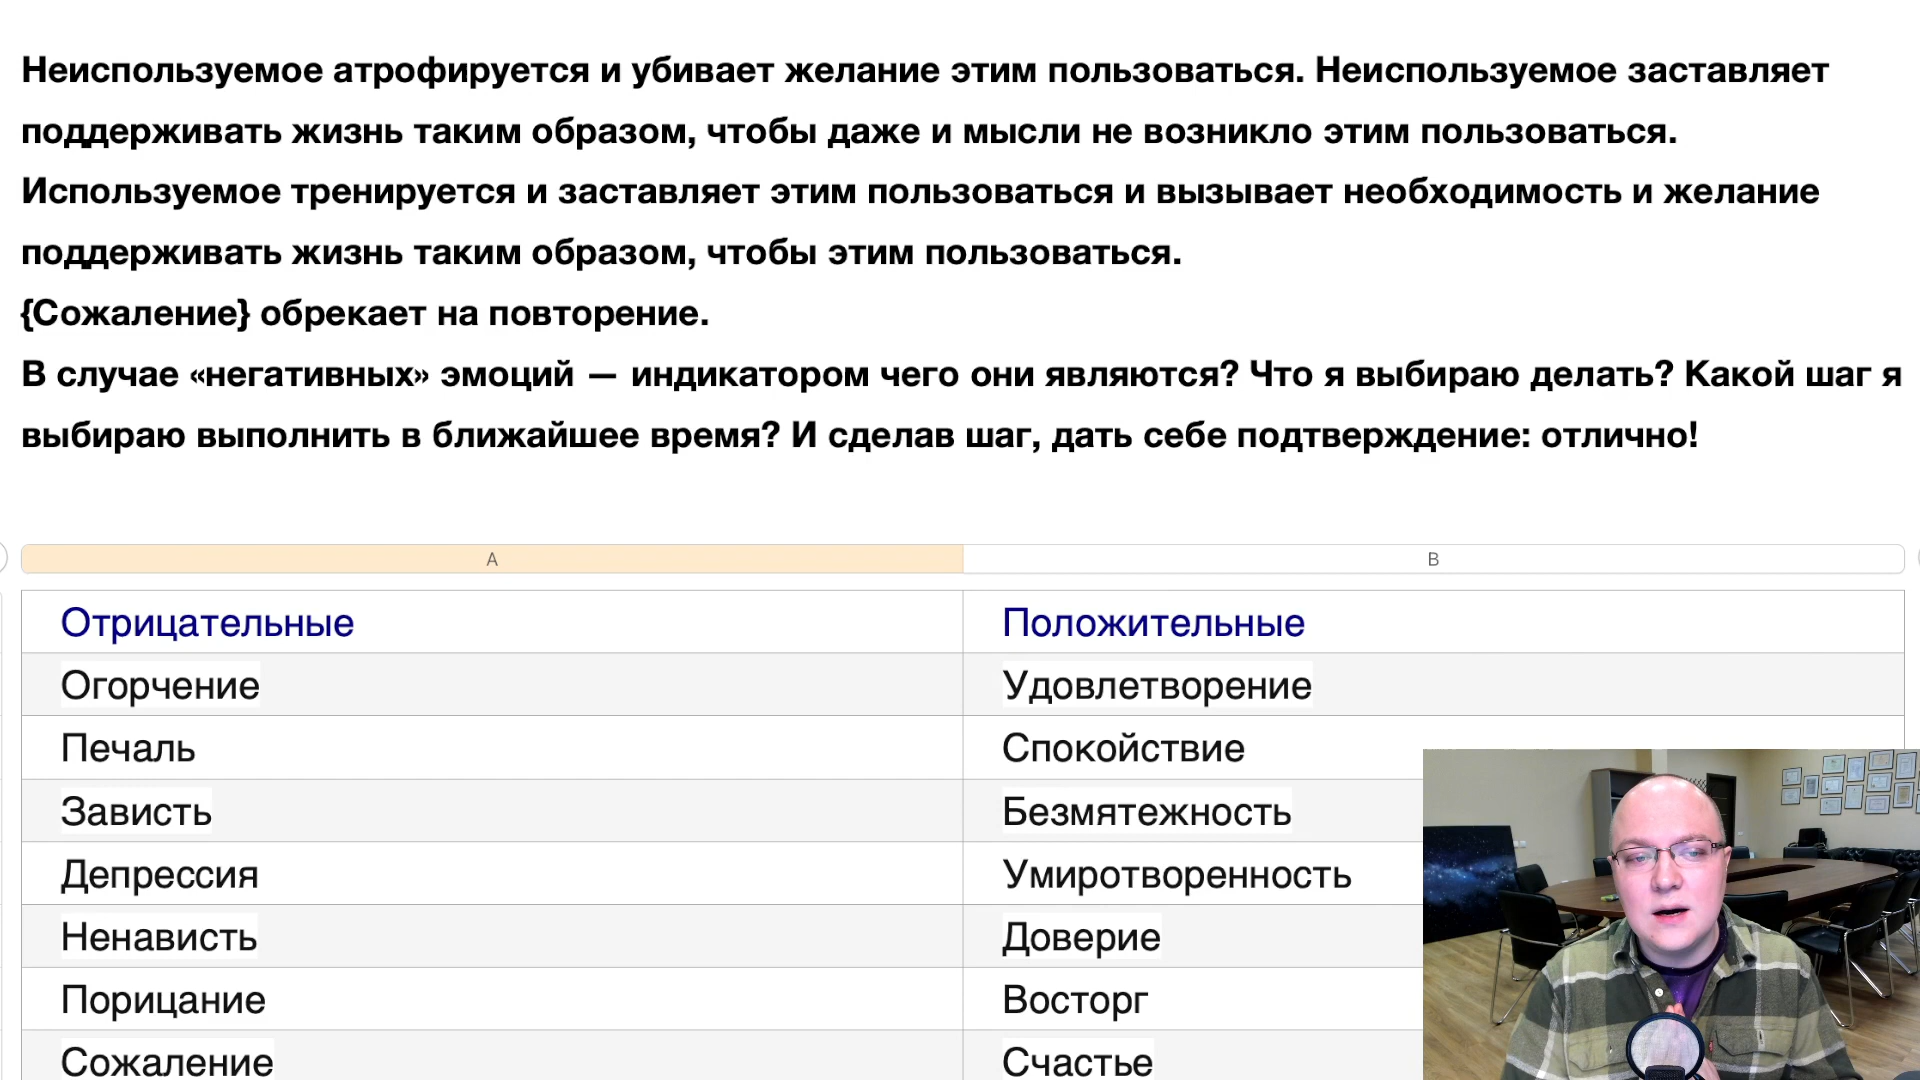 Неиспользуемое атрофируется и убивает желание этим пользоваться. Неиспользуемое заставляет
поддерживать жизнь таким образом, чтобы даже и мысли не возникло этим пользоваться.
Используемое тренируется и заставляет этим пользоваться и вызывает необходимость и желание
поддерживать жизнь таким образом, чтобы этим пользоваться.
{Сожаление} обрекает на повторение.
В случае «негативных» эмоций — индикатором чего они являются? Что я выбираю делать? Какой шаг я
выбираю выполнить в ближайшее время? И сделав шаг, дать себе подтверждение: отлично!
A B
Отрицательные Положительные
Огорчение Удовлетворение
Печаль Спокойствие
Зависть Безмятежность
Депрессия Умиротворенность
Ненависть Доверие
Порицание Восторг
Сожаление Счастье